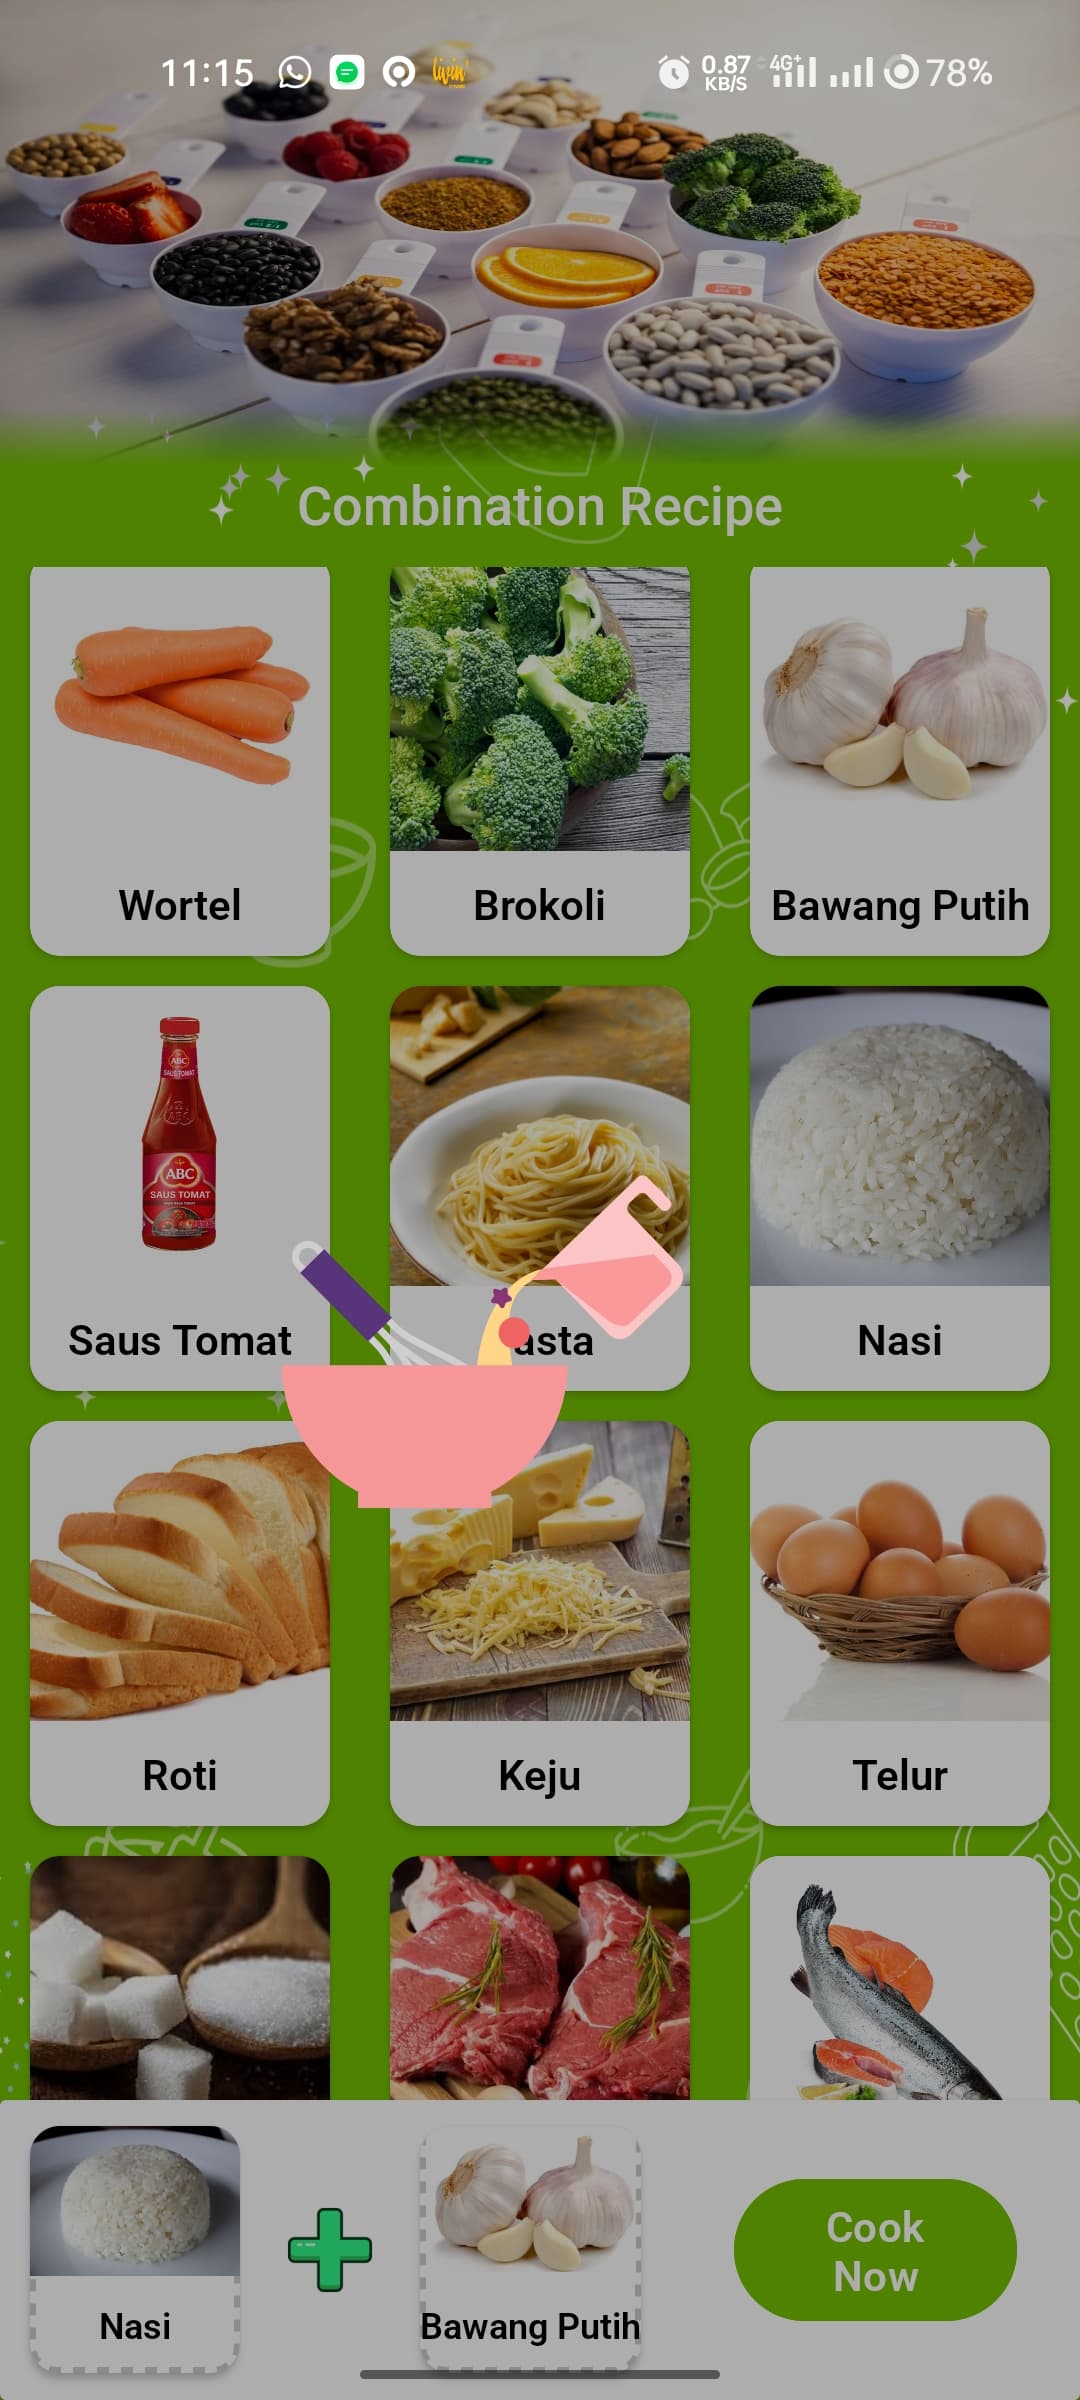 11:15
livin'
0.87
KB/S
4G+
78%
Combination Recipe
Wortel
Brokoli
Bawang Putih
ABC
SAUS TOMAT
ABC
SAUS TOMAT
Saus Tomat
asta
Nasi
Roti
Keju
Telur
Nasi
Bawang Putih
Cook
Now